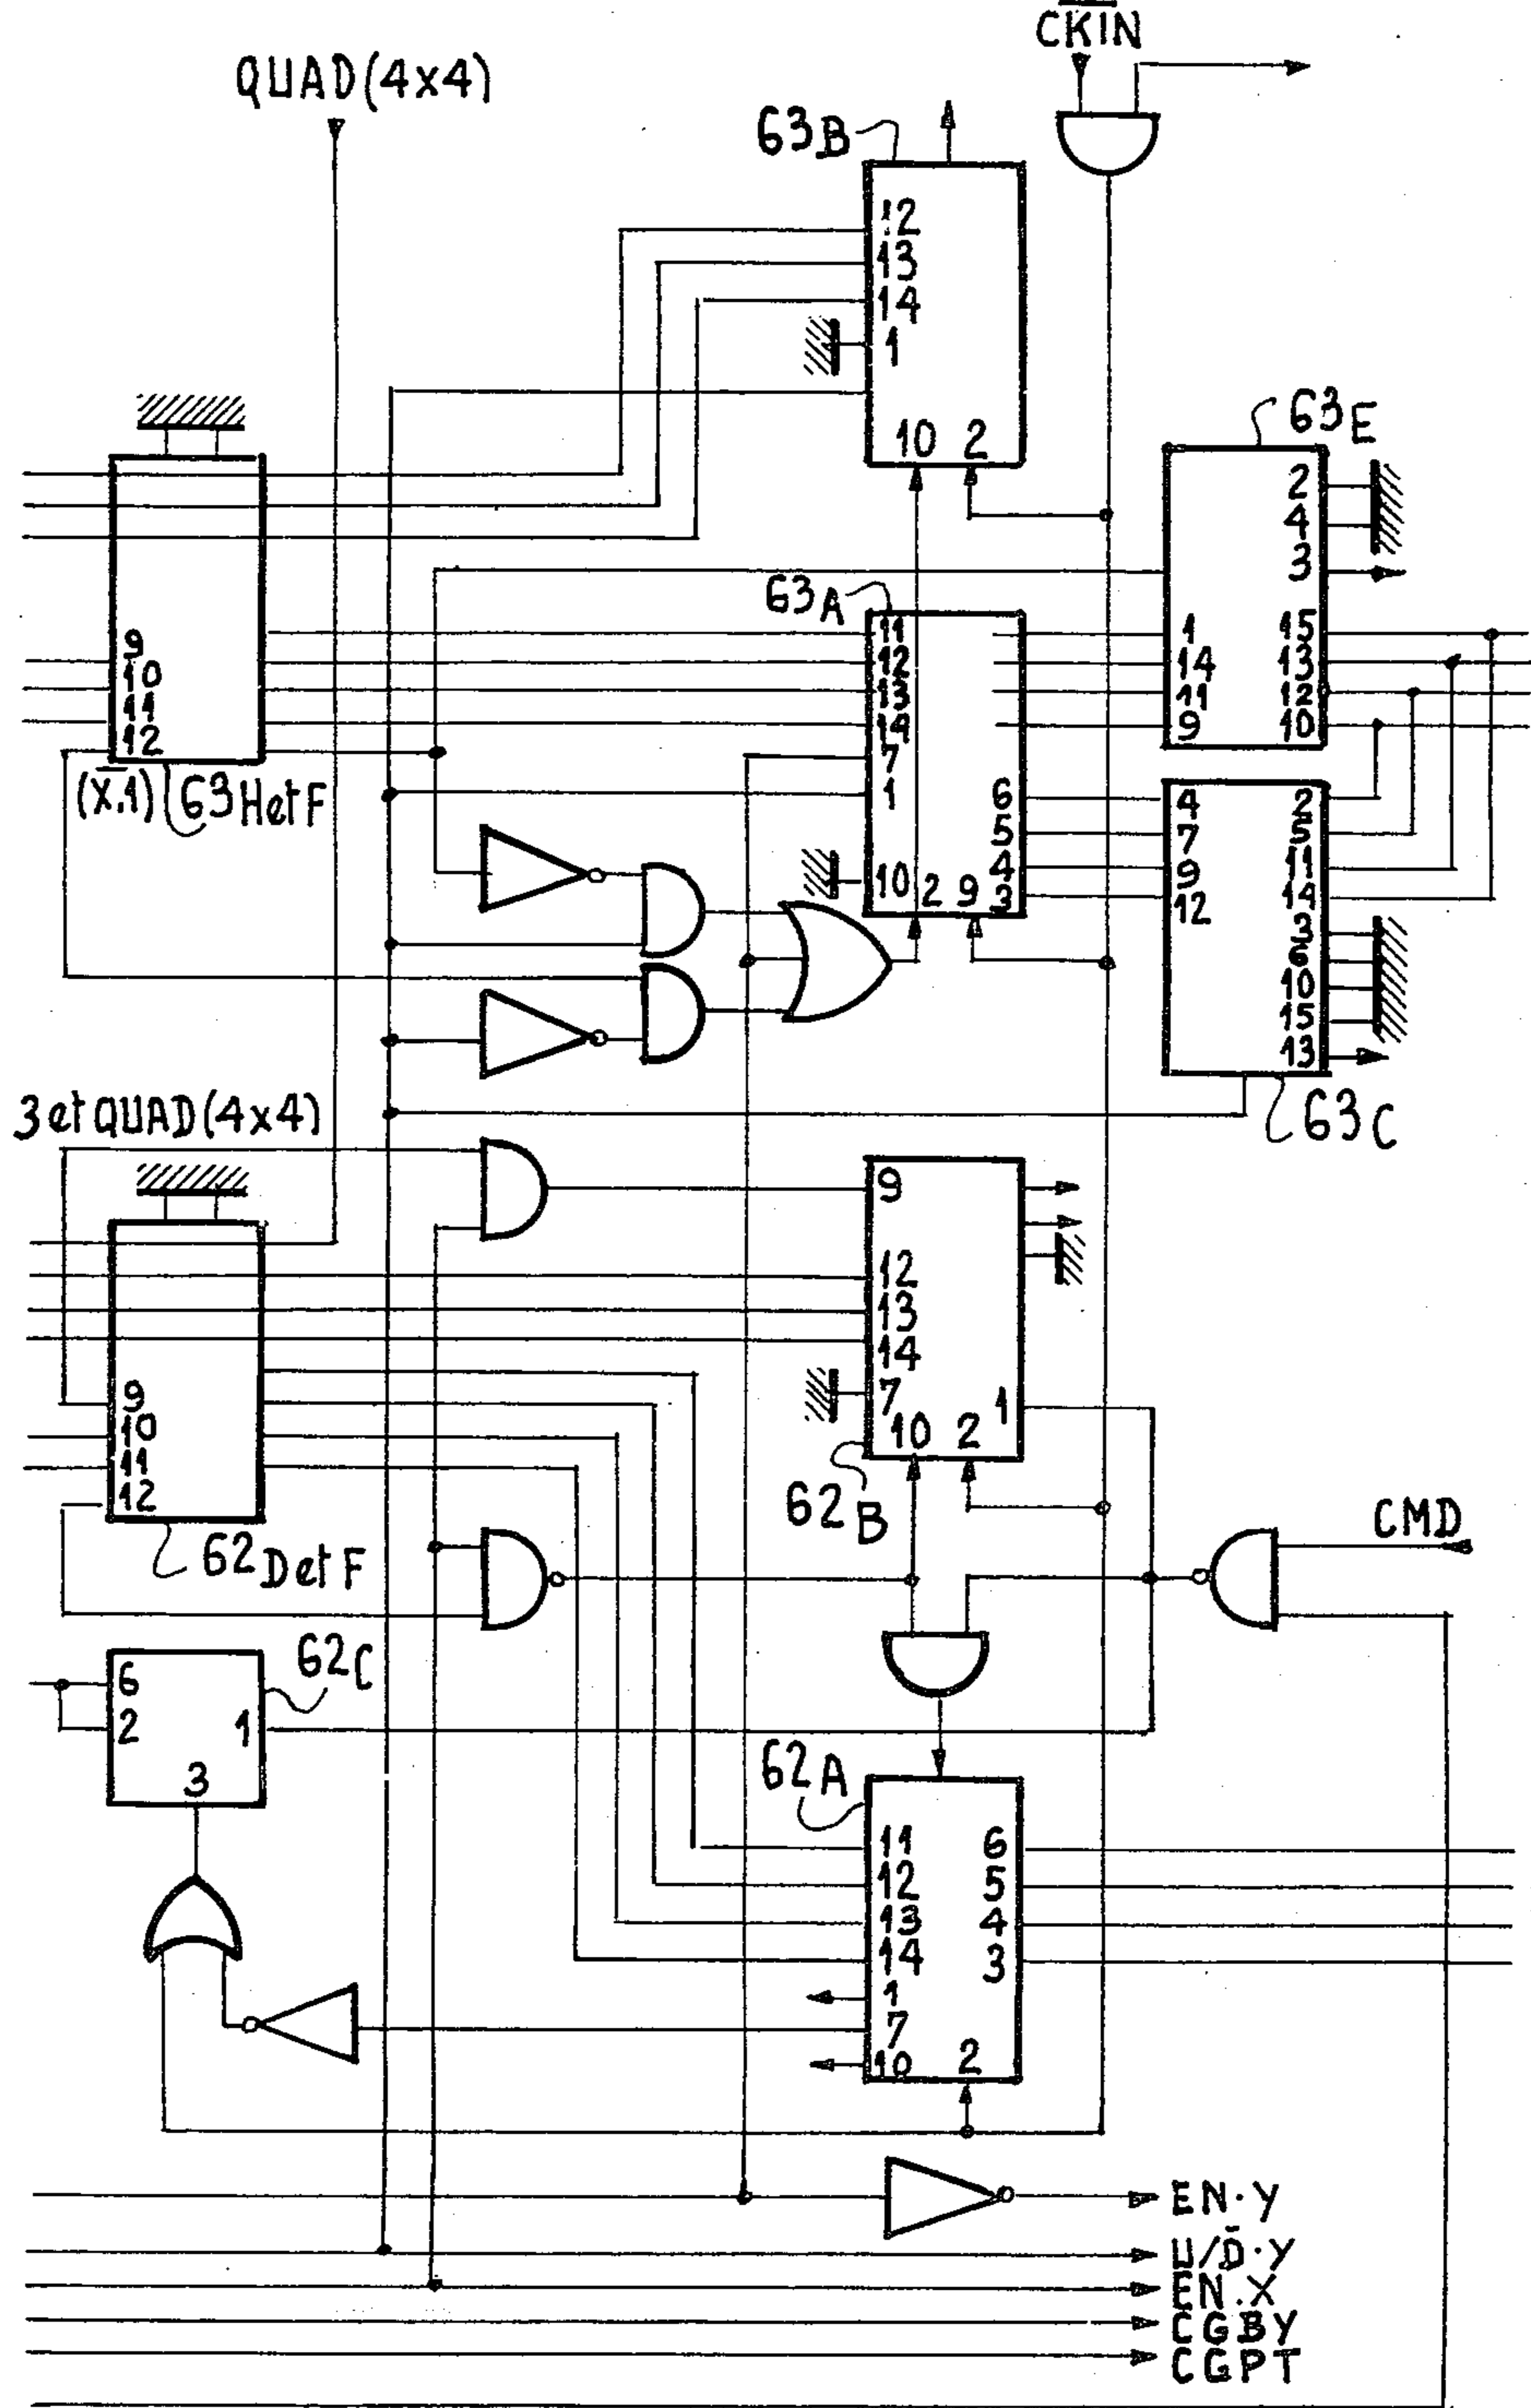 CKIN
QUAD(4x4)
63B
12
13
14
1
10 2
63E
2
4
3
1 15
14 13
11 12
9 10
63A
11
12
13
14
7
1 6
5
4
10 2 9 3
9
10
11
12
(X̄.1) 63HetF
4 2
7 5
9 11
12 14
3
6
10
15
13
63C
3etQUAD(4x4)
9
12
13
14
7 1
10 2
62B
9
10
11
12
62DetF
CMD
62C
6
2 1
3
62A
11 6
12 5
13 4
14 3
1
7
10 2
EN·Y
U/D̄·Y
EN.X
CGBY
CGPT